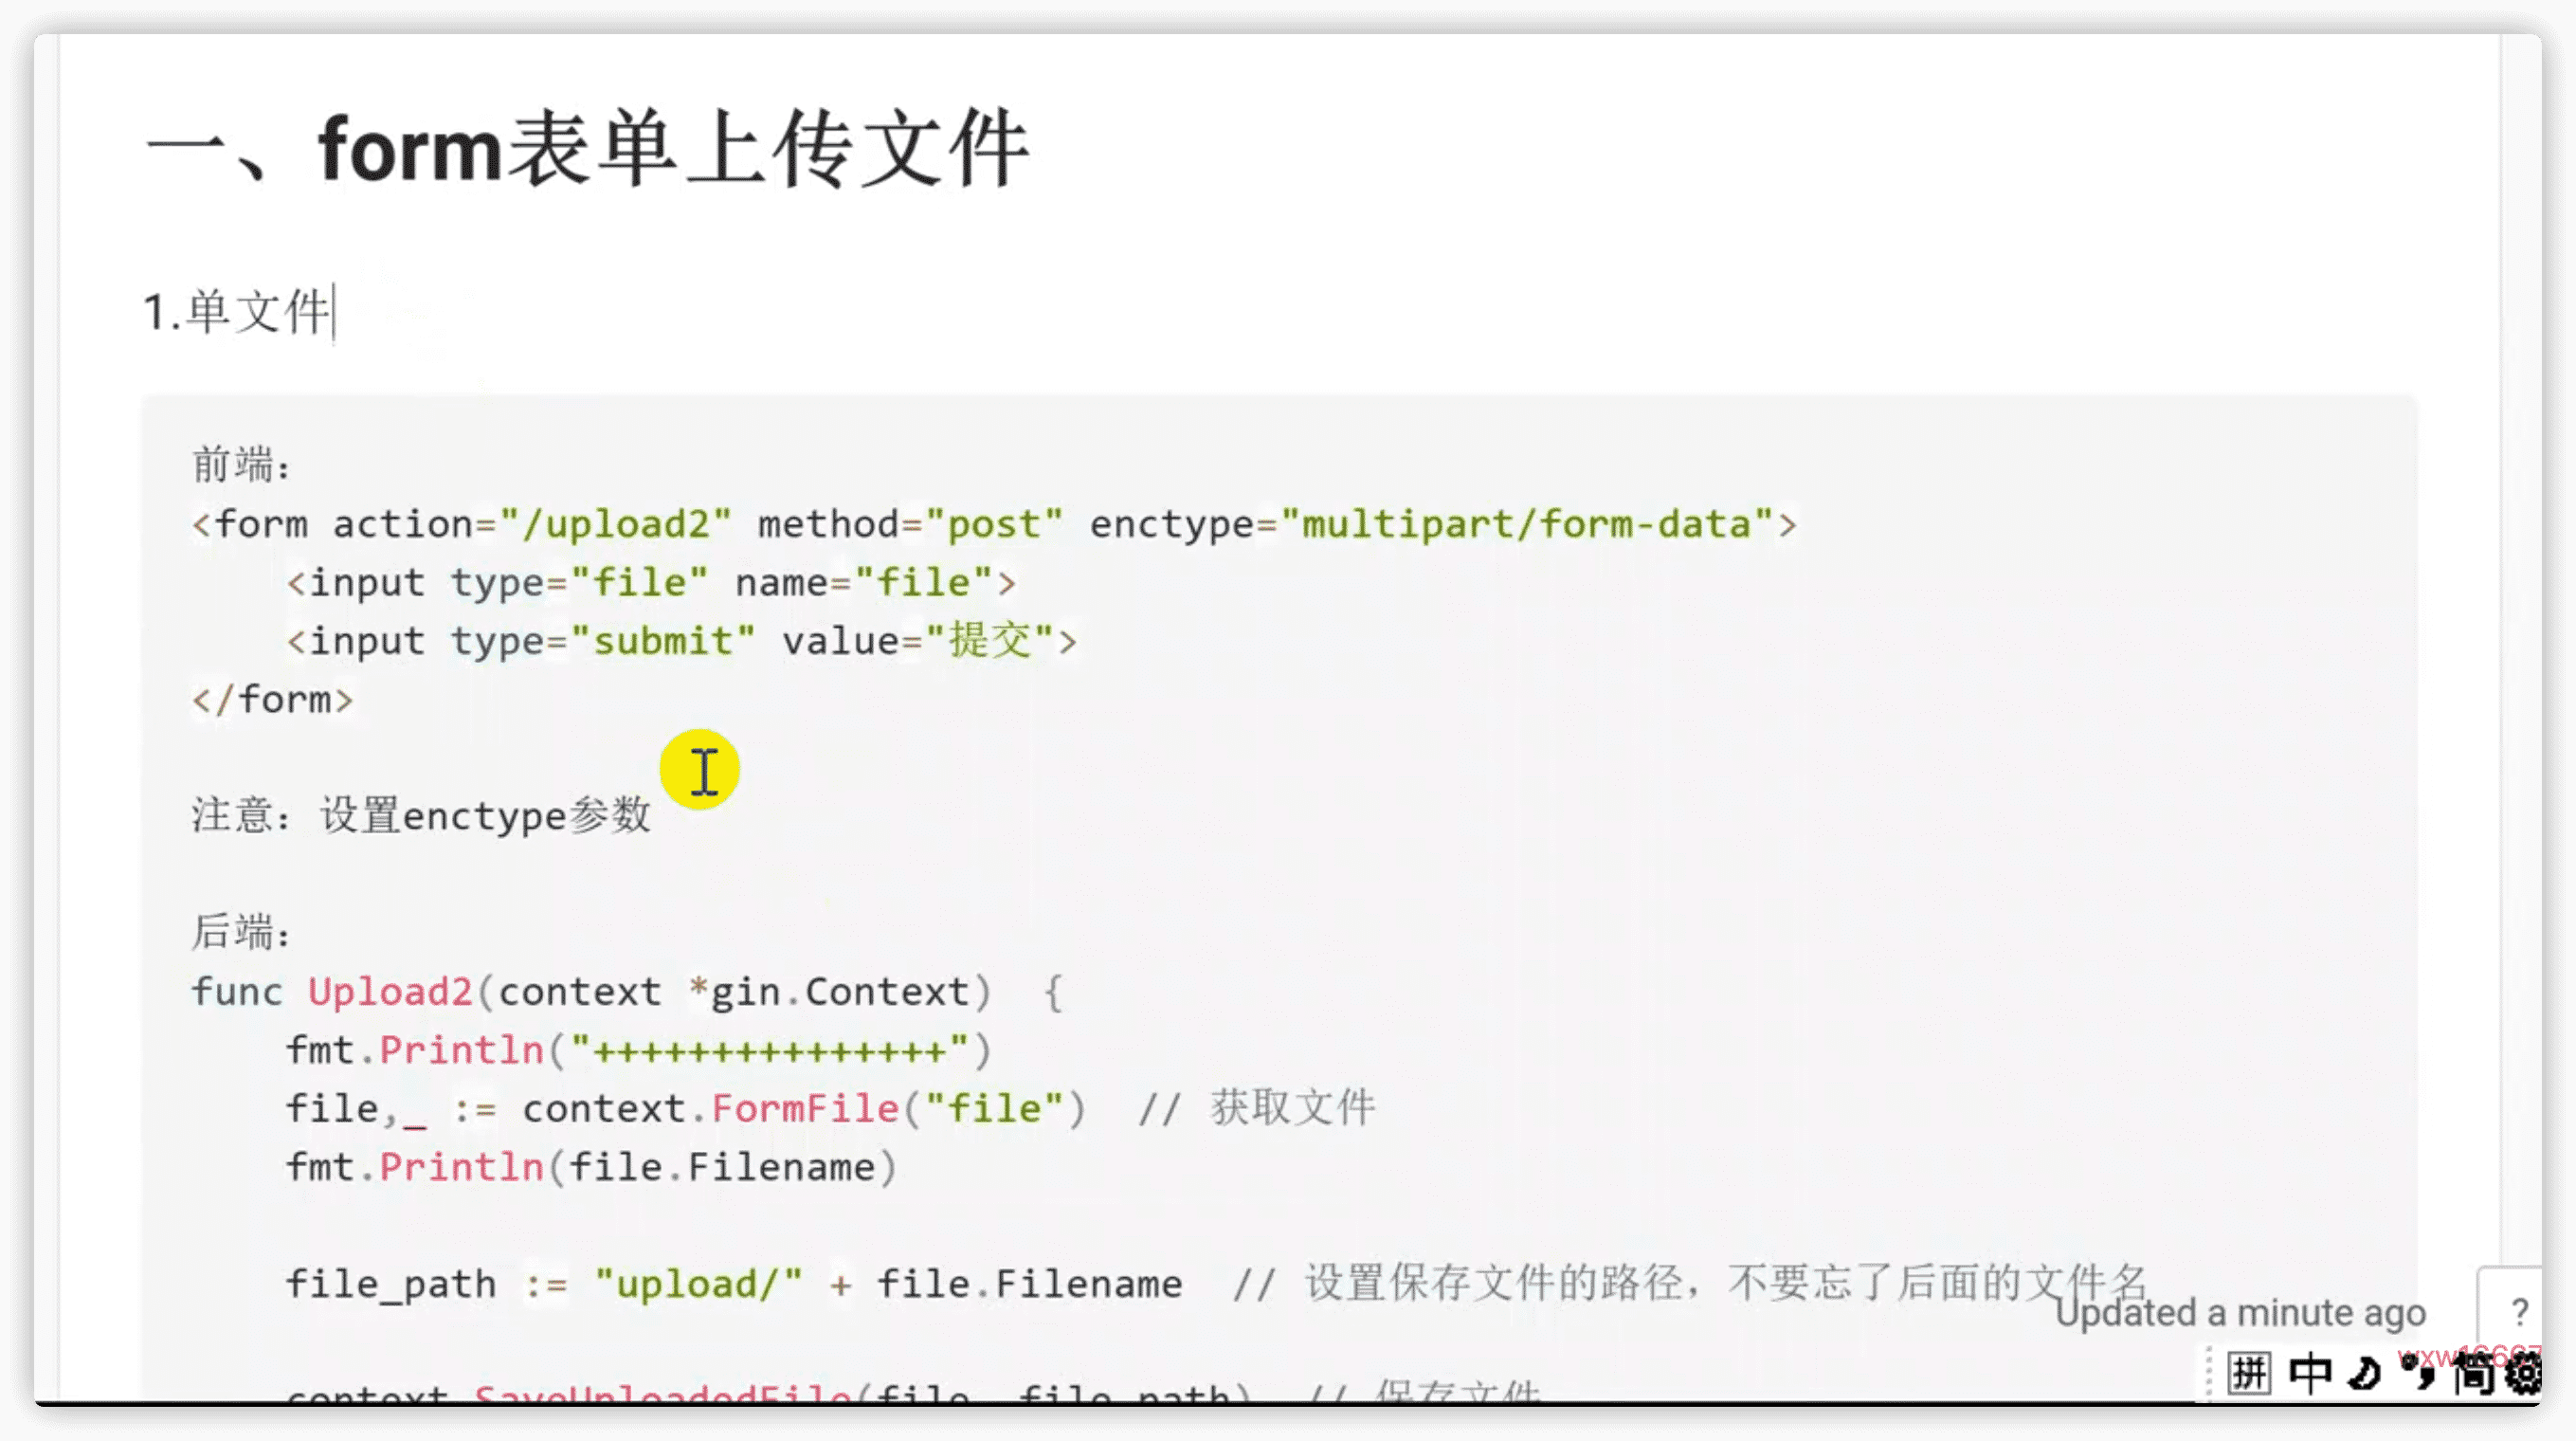 一、form表单上传文件
1.单文件
前端:
<form action="/upload2" method="post" enctype="multipart/form-data">
    <input type="file" name="file">
    <input type="submit" value="提交">
</form>
注意: 设置enctype参数
后端:
func Upload2(context *gin.Context)  {
    fmt.Println("+++++++++++++++")
    file,_ := context.FormFile("file")  // 获取文件
    fmt.Println(file.Filename)
    file_path := "upload/" + file.Filename  // 设置保存文件的路径，不要忘了后面的文件名
Updated a minute ago
?
    context.SaveUploadedFile(file, file_path)  // 保存文件
拼 中 简